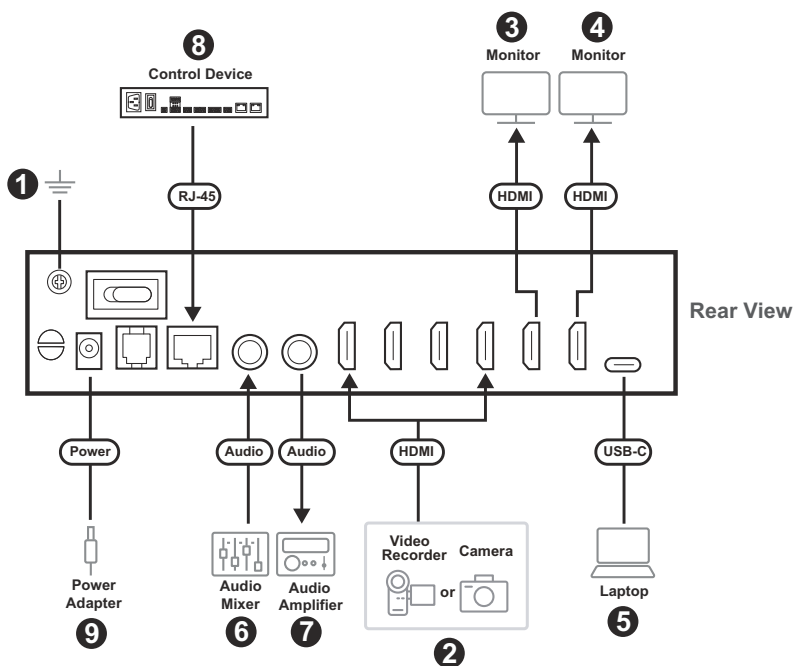 8
Control Device
3
4
Monitor
Monitor
1
RJ-45
HDMI
HDMI
Rear View
Power
Audio
Audio
HDMI
USB-C
Video
Recorder
Camera
or
Power
Adapter
Audio
Mixer
Audio
Amplifier
Laptop
9
6
7
2
5